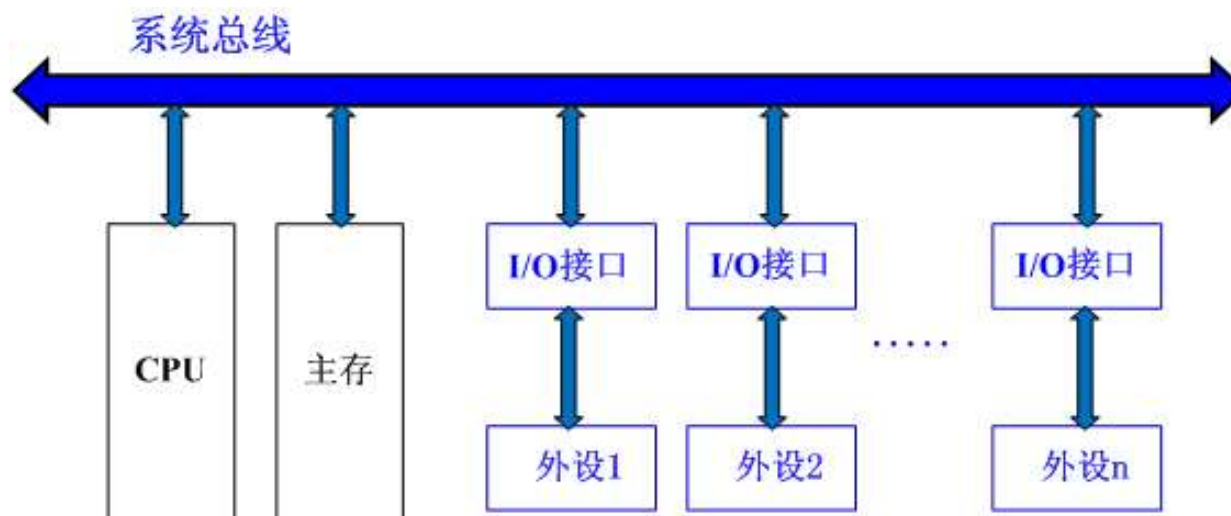 系统总线
I/O接口 I/O接口 I/O接口
CPU 主存 .....
外设1 外设2 外设n